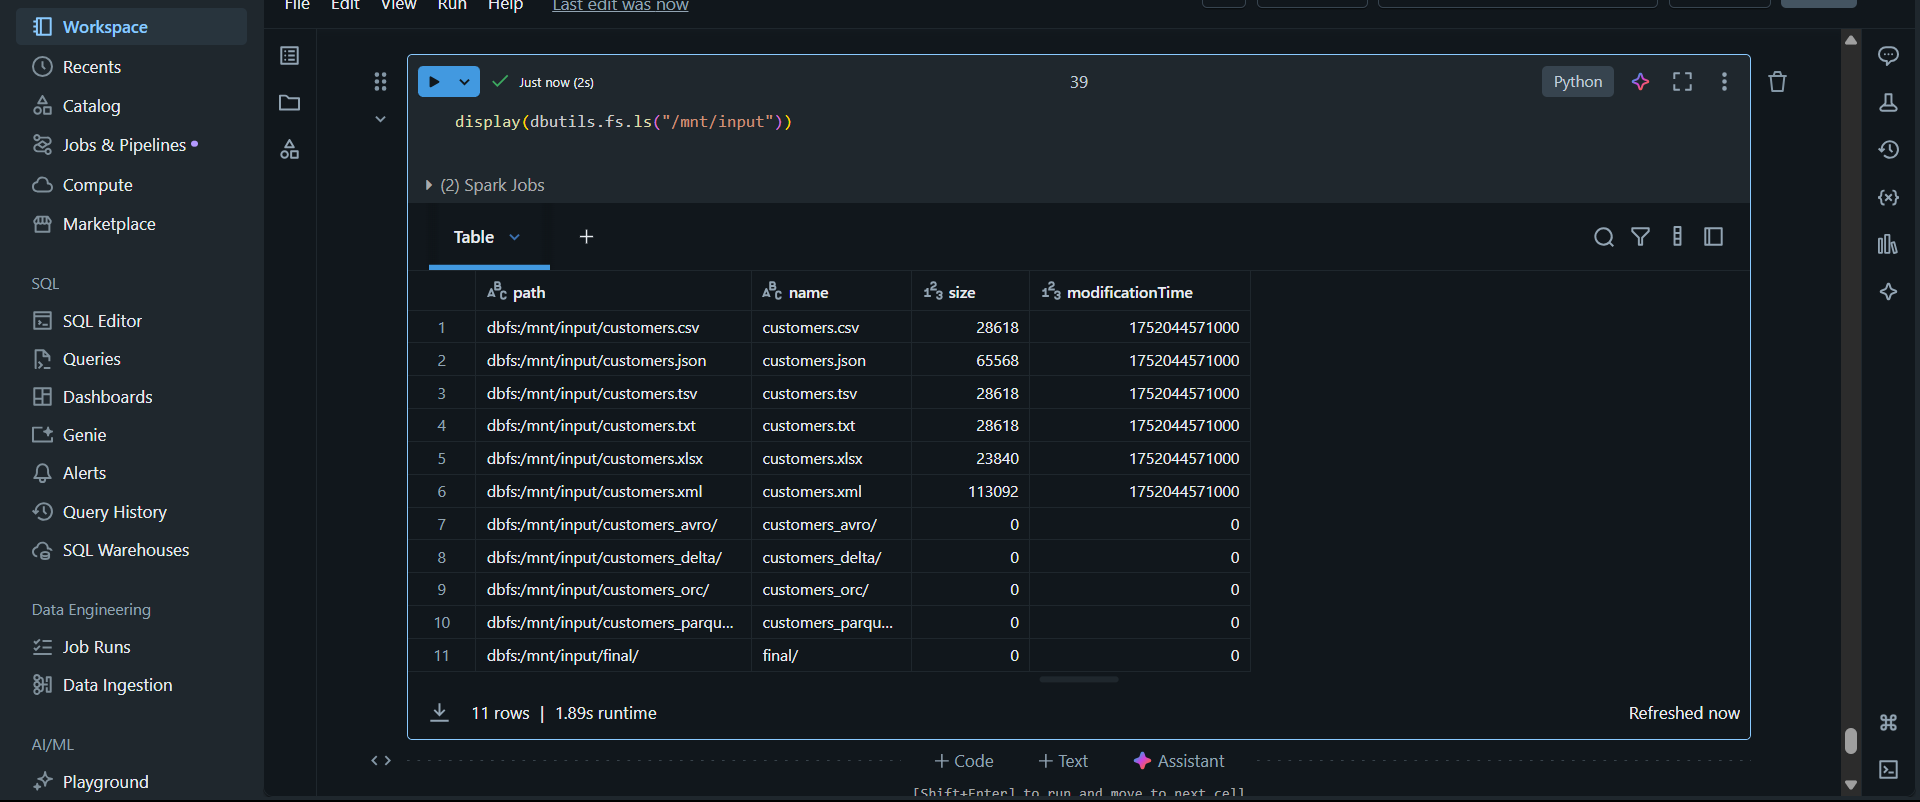 File Edit View Run Help Last edit was now
Workspace
Recents
Catalog
Jobs & Pipelines
Compute
Marketplace
SQL
SQL Editor
Queries
Dashboards
Genie
Alerts
Query History
SQL Warehouses
Data Engineering
Job Runs
Data Ingestion
AI/ML
Playground
Just now (2s)
39
Python
display(dbutils.fs.ls("/mnt/input"))
(2) Spark Jobs
Table
path name size modificationTime
1 dbfs:/mnt/input/customers.csv customers.csv 28618 1752044571000
2 dbfs:/mnt/input/customers.json customers.json 65568 1752044571000
3 dbfs:/mnt/input/customers.tsv customers.tsv 28618 1752044571000
4 dbfs:/mnt/input/customers.txt customers.txt 28618 1752044571000
5 dbfs:/mnt/input/customers.xlsx customers.xlsx 23840 1752044571000
6 dbfs:/mnt/input/customers.xml customers.xml 113092 1752044571000
7 dbfs:/mnt/input/customers_avro/ customers_avro/ 0 0
8 dbfs:/mnt/input/customers_delta/ customers_delta/ 0 0
9 dbfs:/mnt/input/customers_orc/ customers_orc/ 0 0
10 dbfs:/mnt/input/customers_parqu... customers_parqu... 0 0
11 dbfs:/mnt/input/final/ final/ 0 0
11 rows | 1.89s runtime
Refreshed now
+ Code + Text Assistant
[Shift+Enter] to run and move to next cell